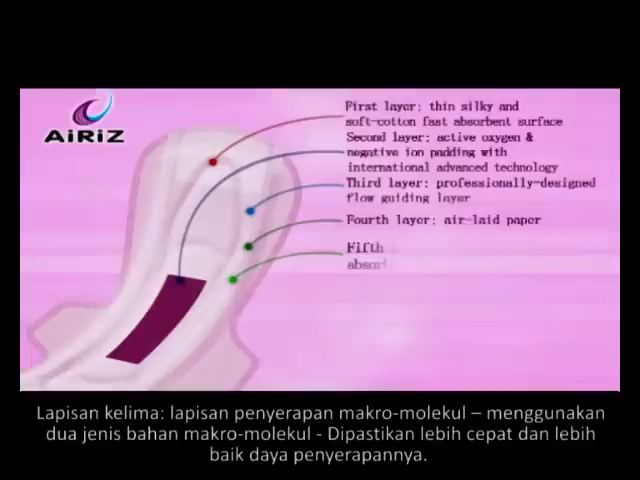 AiRiZ
First layer: thin silky and
soft-cotton fast absorbent surface
Second layer: active oxygen &
negative ion padding with
international advanced technology
Third layer: professionally-designed
flow guiding layer
Fourth layer: air-laid paper
Fifth
Lapisan kelima: lapisan penyerapan makro-molekul – menggunakan
dua jenis bahan makro-molekul - Dipastikan lebih cepat dan lebih
baik daya penyerapannya.